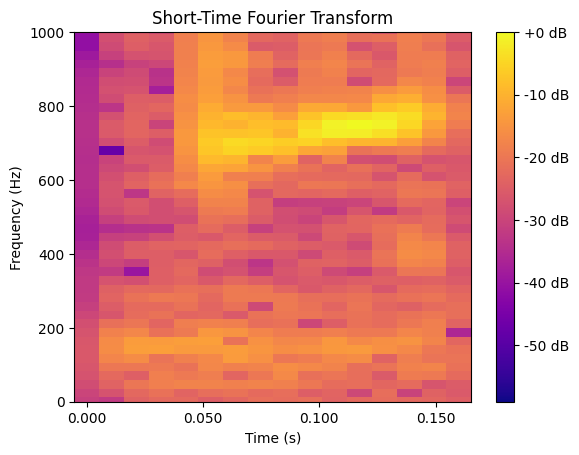 Short-Time Fourier Transform
1000
800
600
400
200
0
Frequency (Hz)
0.000
0.050
0.100
0.150
Time (s)
+0 dB
-10 dB
-20 dB
-30 dB
-40 dB
-50 dB